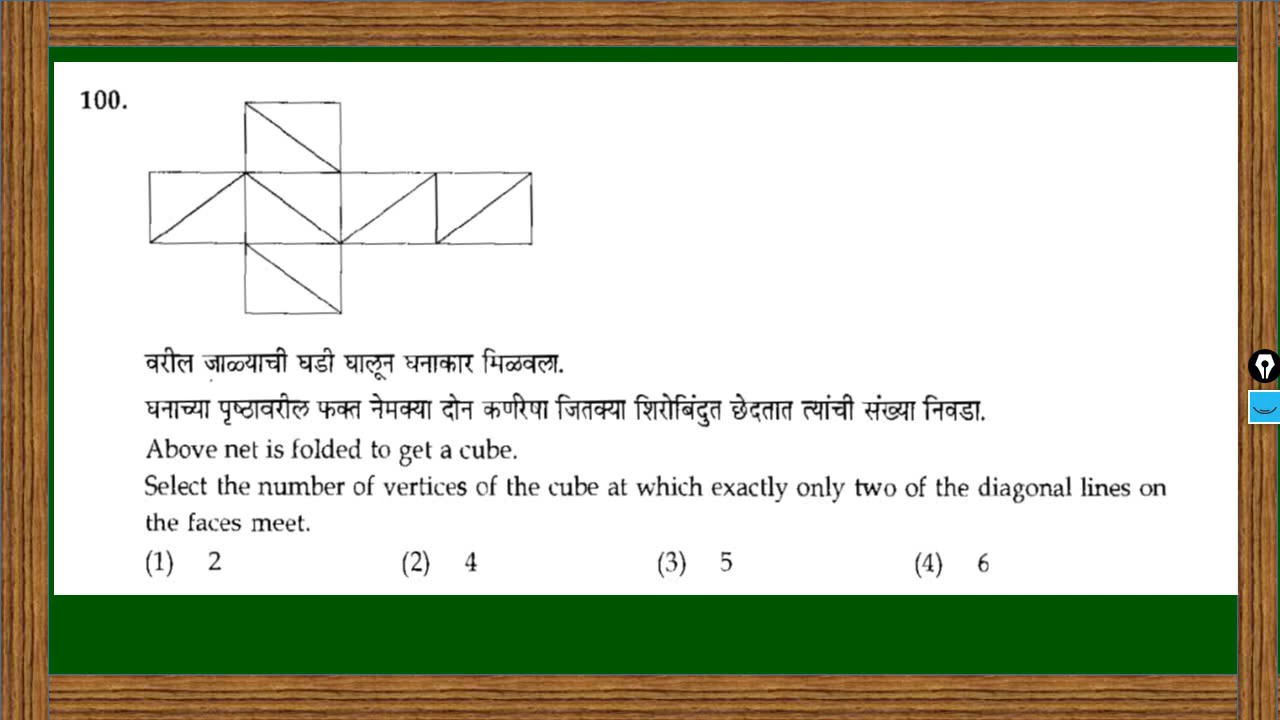 100.
वरील जाळ्याची घडी घालून घनाकार मिळवला.
घनाच्या पृष्ठावरील फक्त नेमक्या दोन कर्णरेषा जितक्या शिरोबिंदुत छेदतात त्यांची संख्या निवडा.
Above net is folded to get a cube.
Select the number of vertices of the cube at which exactly only two of the diagonal lines on
the faces meet.
(1) 2 (2) 4 (3) 5 (4) 6